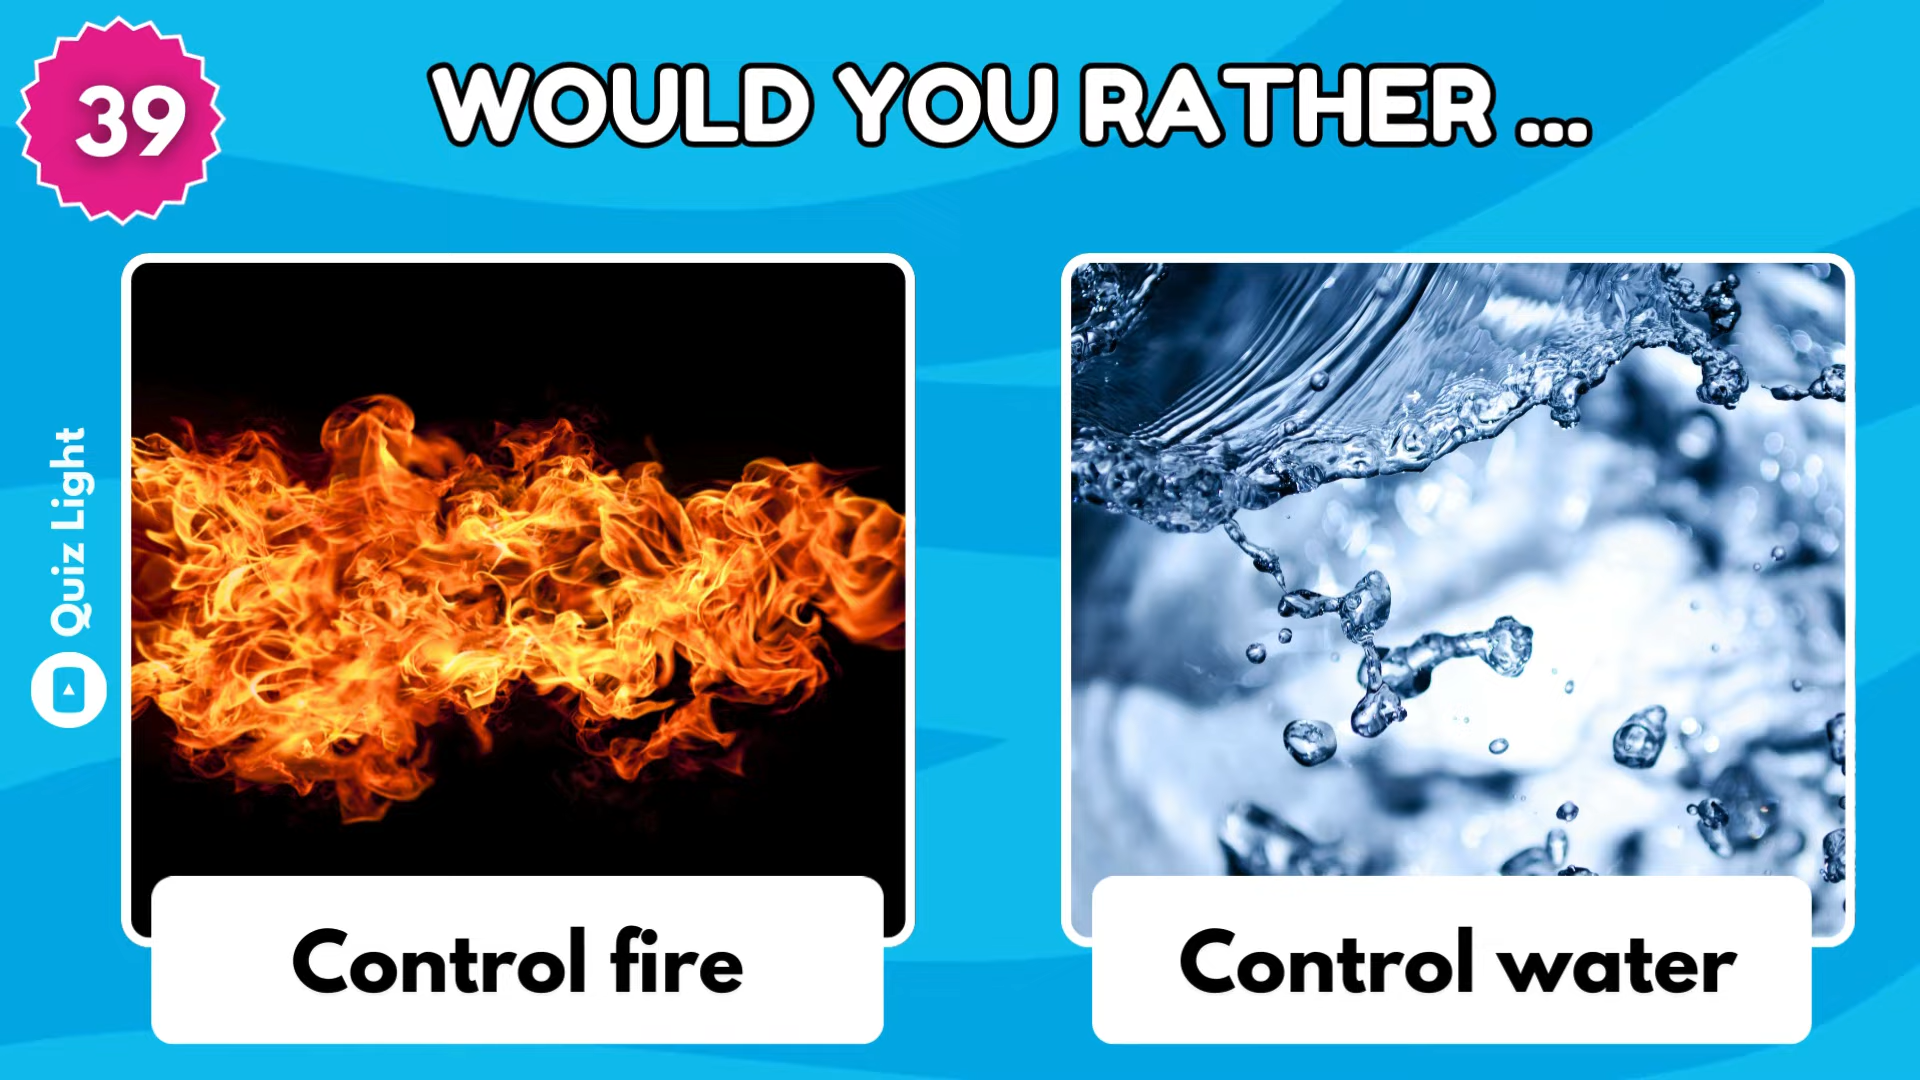 39
WOULD YOU RATHER ...
Quiz Light
Control fire
Control water